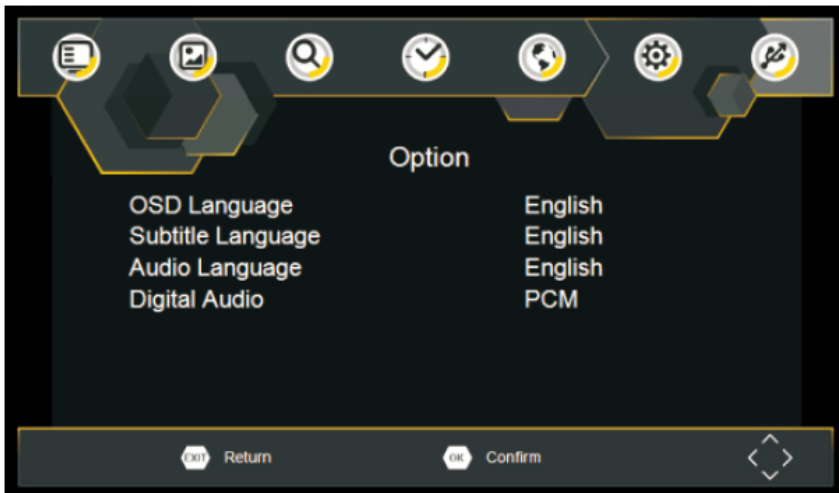 Option
OSD Language English
Subtitle Language English
Audio Language English
Digital Audio PCM
EXIT Return OK Confirm